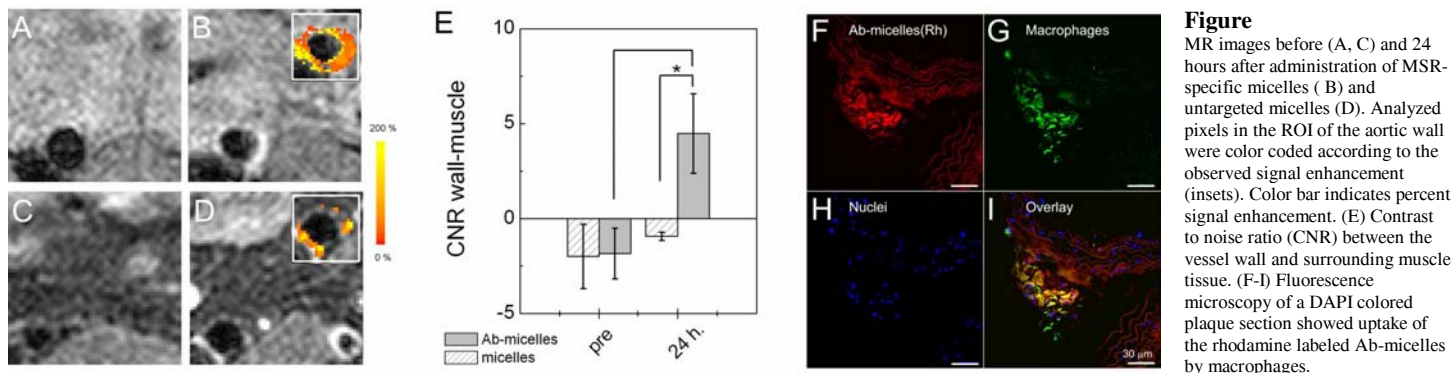 A
B
200 %
0 %
C
D
E
10
5
0
-5
CNR wall-muscle
*
pre
24 h.
Ab-micelles
micelles
F Ab-micelles(Rh)
G Macrophages
H Nuclei
I Overlay
30 µm
Figure
MR images before (A, C) and 24
hours after administration of MSR-
specific micelles ( B) and
untargeted micelles (D). Analyzed
pixels in the ROI of the aortic wall
were color coded according to the
observed signal enhancement
(insets). Color bar indicates percent
signal enhancement. (E) Contrast
to noise ratio (CNR) between the
vessel wall and surrounding muscle
tissue. (F-I) Fluorescence
microscopy of a DAPI colored
plaque section showed uptake of
the rhodamine labeled Ab-micelles
by macrophages.